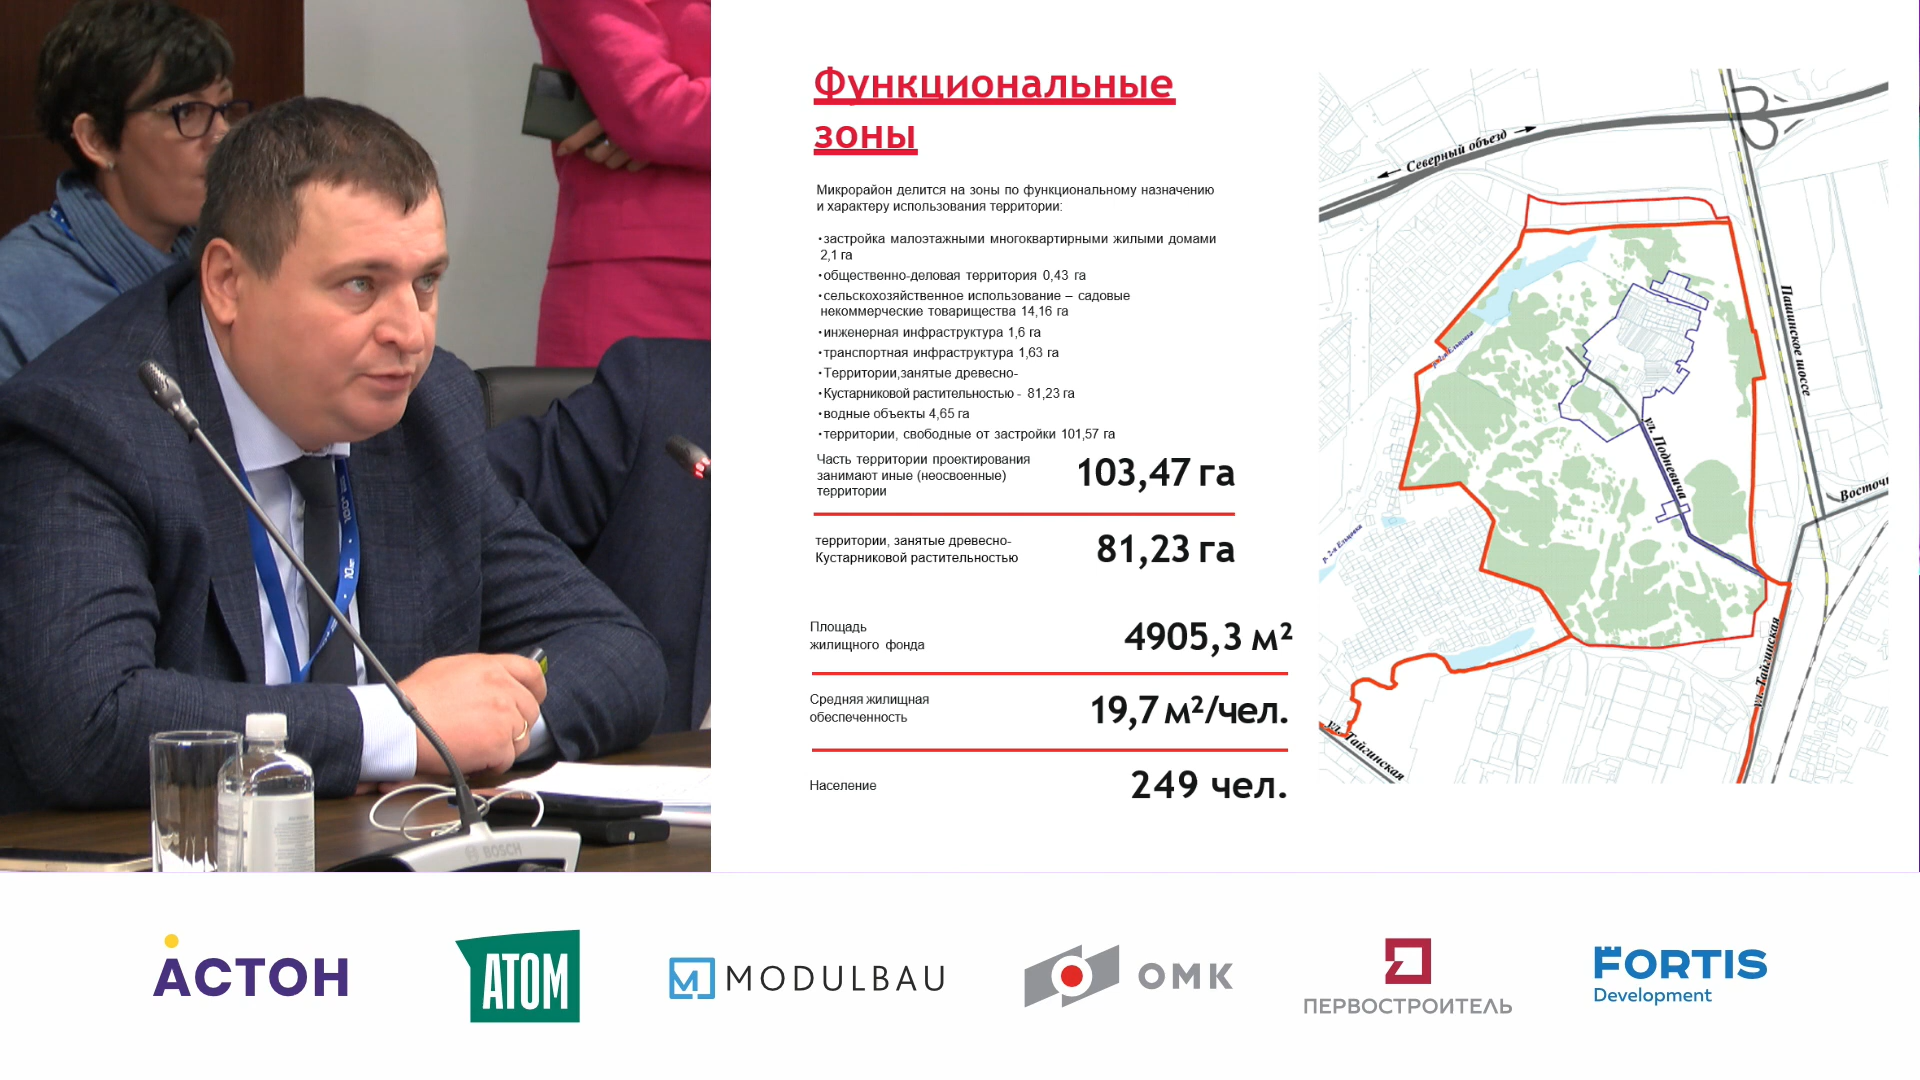 Функциональные
зоны
Микрорайон делится на зоны по функциональному назначению
и характеру использования территории:
•застройка малоэтажными многоквартирными жилыми домами
2,1 га
•общественно-деловая территория 0,43 га
•сельскохозяйственное использование – садовые
некоммерческие товарищества 14,16 га
•инженерная инфраструктура 1,6 га
•транспортная инфраструктура 1,63 га
•Территории,занятые древесно-
•Кустарниковой растительностью - 81,23 га
•водные объекты 4,65 га
•территории, свободные от застройки 101,57 га
Часть территории проектирования
занимают иные (неосвоенные)
территории
103,47 га
территории, занятые древесно-
Кустарниковой растительностью
81,23 га
Площадь
жилищного фонда
4905,3 м²
Средняя жилищная
обеспеченность
19,7 м²/чел.
Население
249 чел.
Северный объезд
Пашинское шоссе
ул. Подневича
Восточн
р. 2-я Ельцовка
ул. Тайгинская
ул. Тайгинская
BOSCH
АСТОН
АТОМ
MODULBAU
ОМК
ПЕРВОСТРОИТЕЛЬ
FORTIS
Development